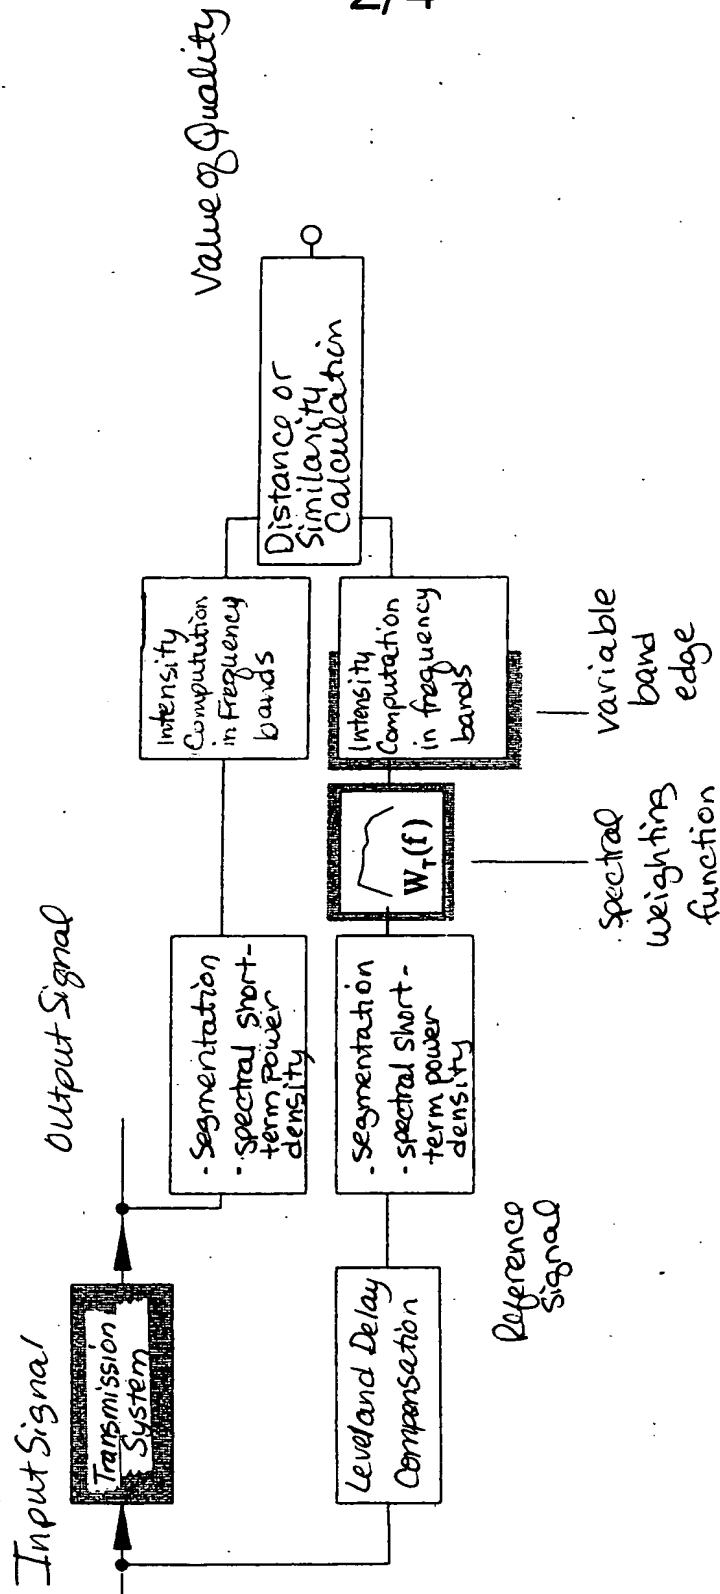 2/4
Input Signal
Transmission
System
Output Signal
- Segmentation
- spectral short-
term power
density
Intensity
Computution
in Frequency
bands
Distance or
Similarity
Calculation
Value of Quality
Level and Delay
Compensation
Reference
Signal
- Segmentation
- spectral short-
term power
density
W_T(f)
spectral
weighting
function
Intensity
Computation
in frequency
bands
variable
band
edge